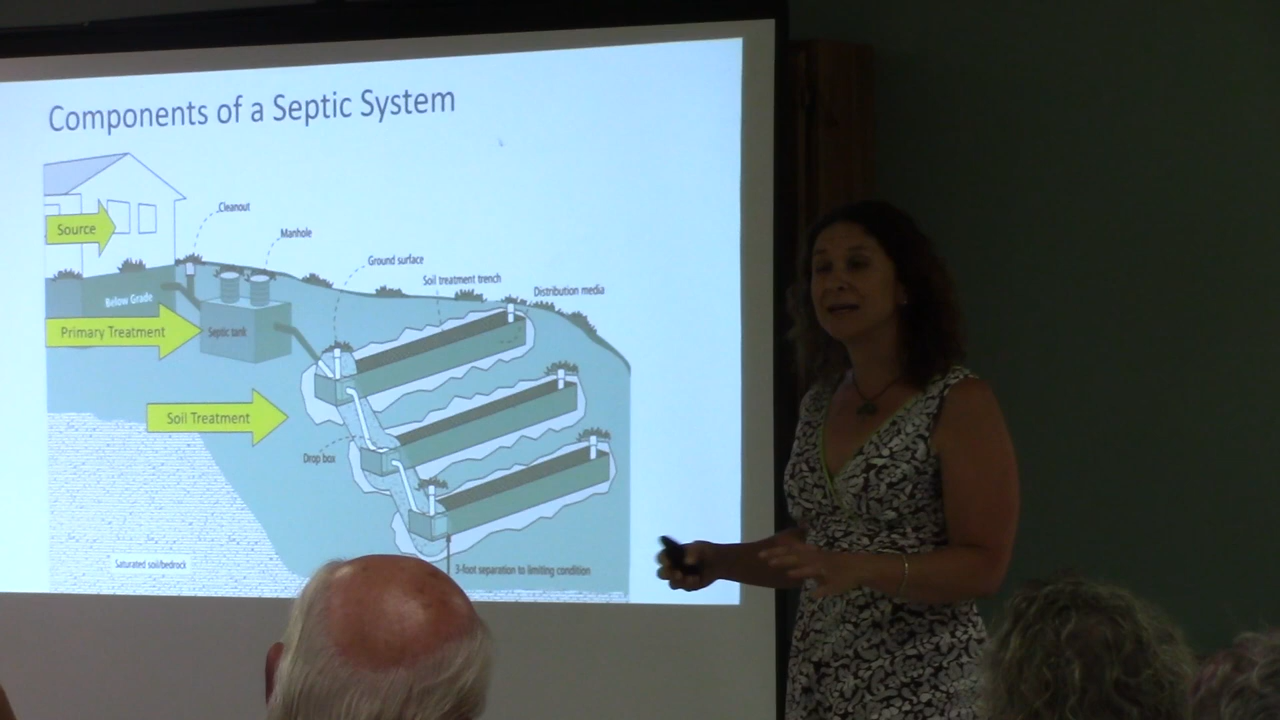 Components of a Septic System
Cleanout
Source
Manhole
Ground surface
Soil treatment trench
Distribution media
Below Grade
Primary Treatment
Septic tank
Soil Treatment
Drop box
Saturated soil/bedrock
3-foot separation to limiting condition